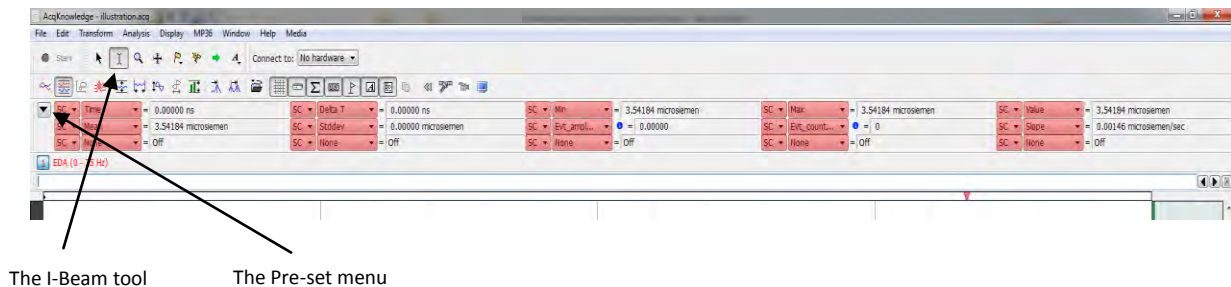 AcqKnowledge - illustration.acq
File Edit Transform Analysis Display MP36 Window Help Media
Start Connect to: No hardware
SC Time = 0.00000 ns SC Delta T = 0.00000 ns SC Min = 3.54184 microsiemen SC Max = 3.54184 microsiemen SC Value = 3.54184 microsiemen
SC = 3.54184 microsiemen SC Stddev = 0.00000 microsiemen SC Evt_ampl... = 0.00000 SC Evt_count... = 0 SC Slope = 0.00146 microsiemen/sec
SC None = Off SC None = Off SC None = Off SC None = Off SC None = Off
1 EDA (0 - 35 Hz)
The I-Beam tool The Pre-set menu